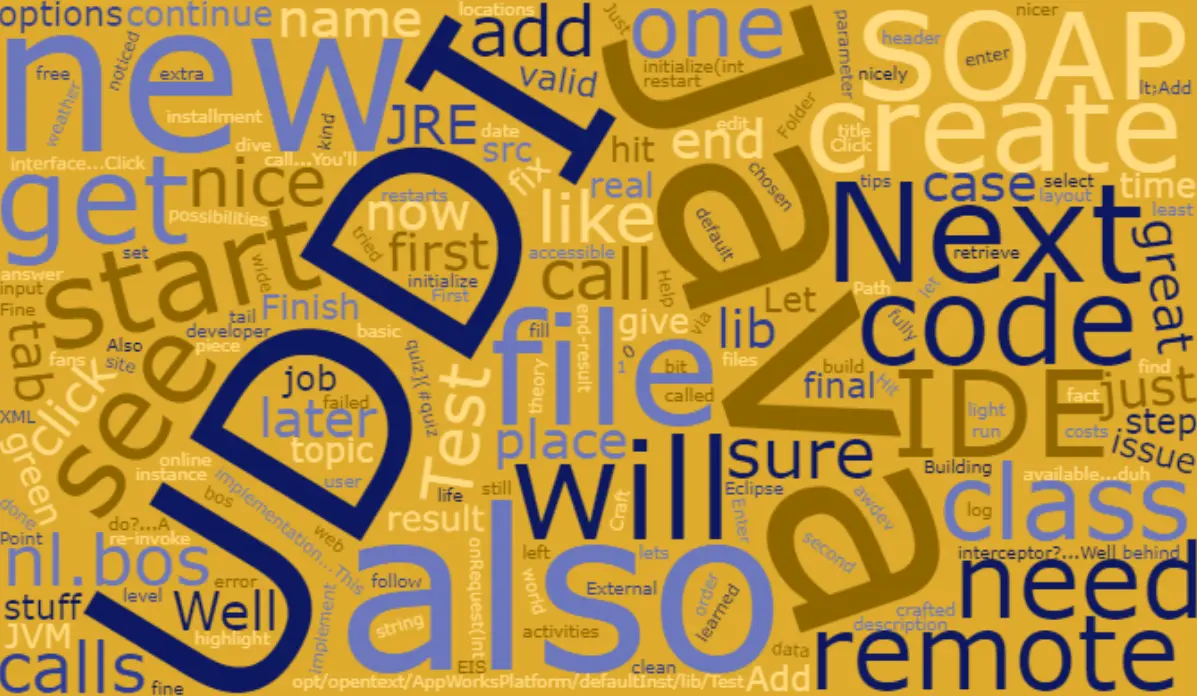 options
continue
name
locations
add
one
Just
nicer
SOAP
header
enter
parameter
nicely
lt;Add
new
free
noticed
extra
weather
kind
installment
dive
call...You'll
interface...Click
valid
initialize(int
restart
Folder
JRE
date
src
fix
hit
end
edit
title
Click
create
get
nice
possibilities
restarts
now
real
like
chosen
default
tips
case
select
layout
time
least
Next
great
set
start
wide
tried
first
initialize
First
accessible
call
Help
Java
retrieve
answer
input
Fine
tab
Finish
tail
developer
Also
site
piece
basic
UDDI
file
fill
end-result
give
via
lib
Let
Path
let
fully
code
fans
click
see
job
failed
later
topic
user
quiz}{#quiz
Test
theory
1
0
bit
files
called
build
final
Hit
IDE
light
run
fact
costs
find
just
step
issue
XML
green
online
instance
bos
implementation...This
web
life
still
place
will
sure
Eclipse
Enter
Building
awdev
second
class
available...duh
log
interceptor?...Well behind
done
Point
do?...A
re-invoke
nl.bos
error
level
result
Craft
onRequest(int
left
lets
also
External
order
learned
need
stuff
Well
JVM
highlight
implement
follow
string
world
activities
crafted
description
remote
calls
fine
EIS
clean
data
Add
opt/opentext/AppWorksPlatform/defaultInst/lib/Test